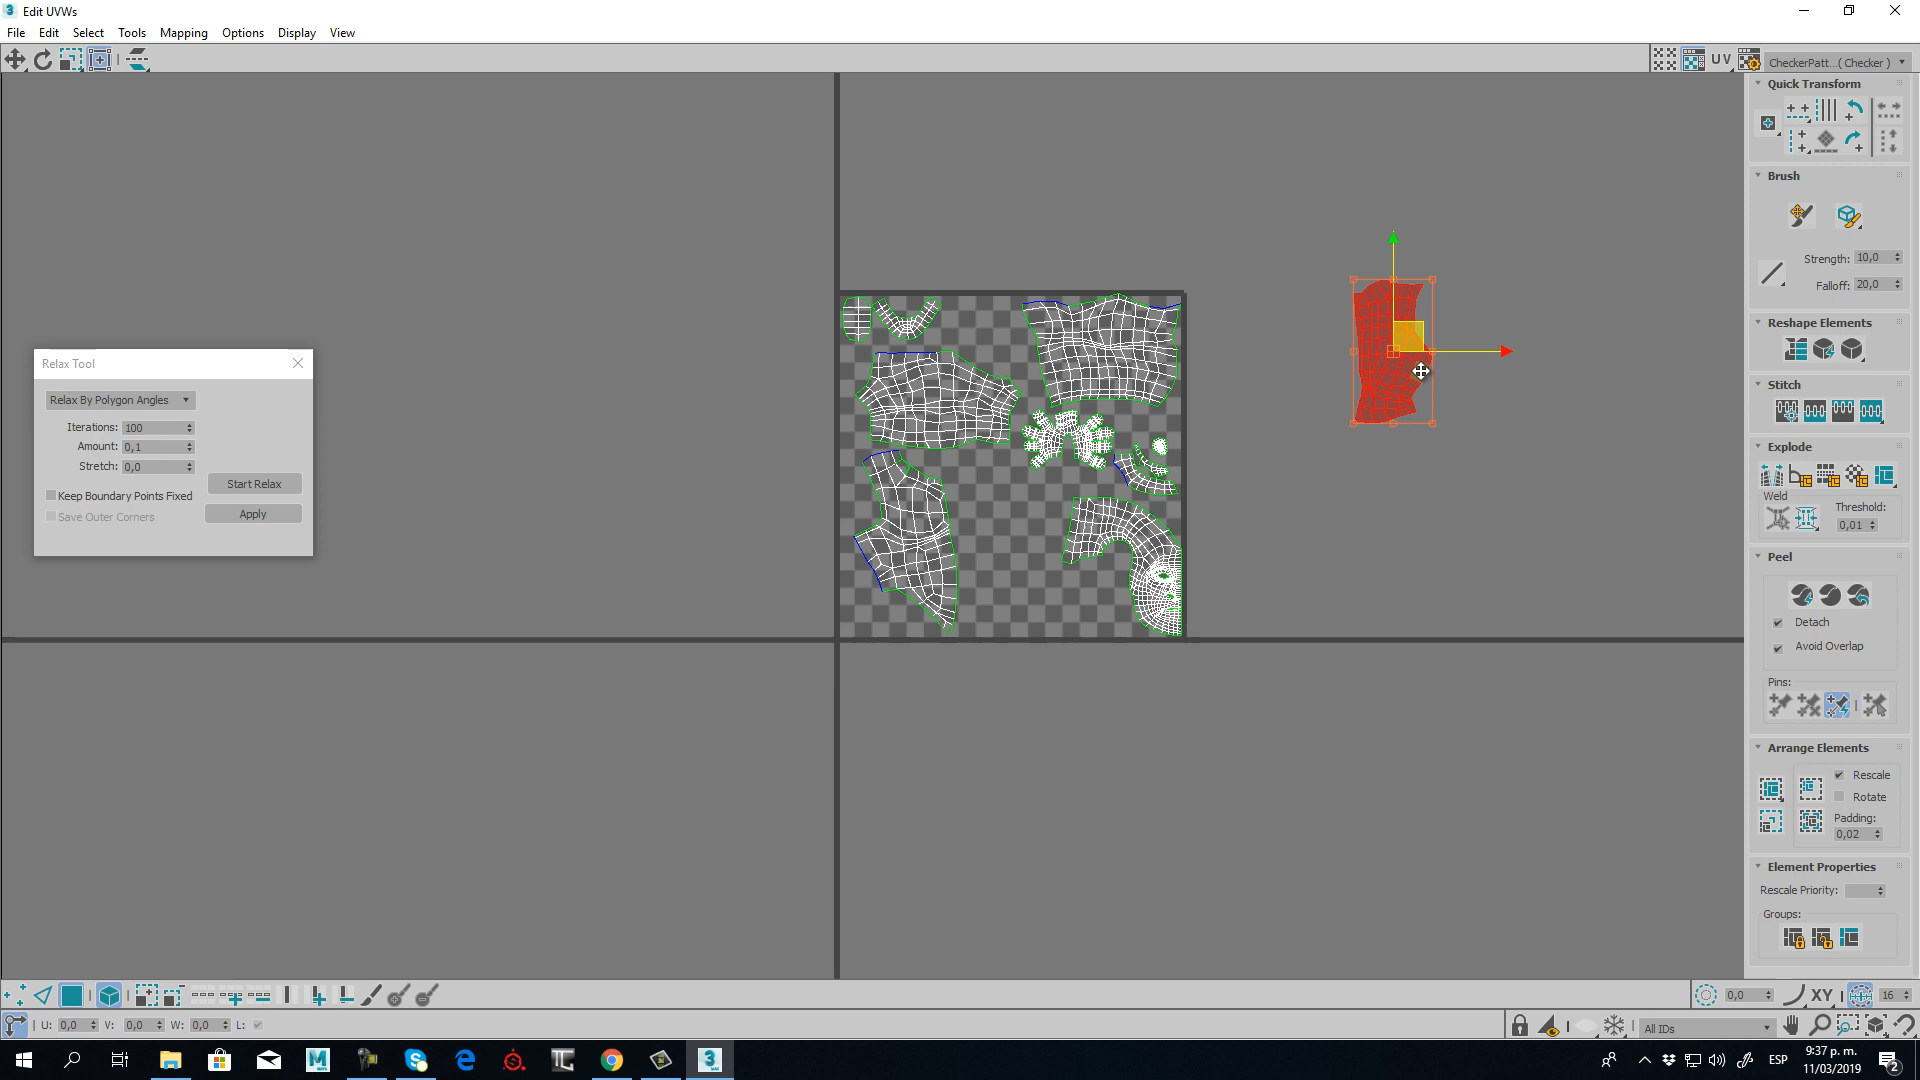 Edit UVWs
File Edit Select Tools Mapping Options Display View
UV CheckerPatt...( Checker )
Quick Transform
Brush
Strength: 10,0
Falloff: 20,0
Reshape Elements
Stitch
Explode
Weld
Threshold:
0,01
Peel
Detach
Avoid Overlap
Pins:
Arrange Elements
Rescale
Rotate
Padding:
0,02
Element Properties
Rescale Priority:
Groups:
Relax Tool
Relax By Polygon Angles
Iterations: 100
Amount: 0,1
Stretch: 0,0
Start Relax
Keep Boundary Points Fixed
Apply
Save Outer Corners
0,0 XY 16
U: 0,0 V: 0,0 W: 0,0 L:
All IDs
ESP
9:37 p. m.
11/03/2019
2